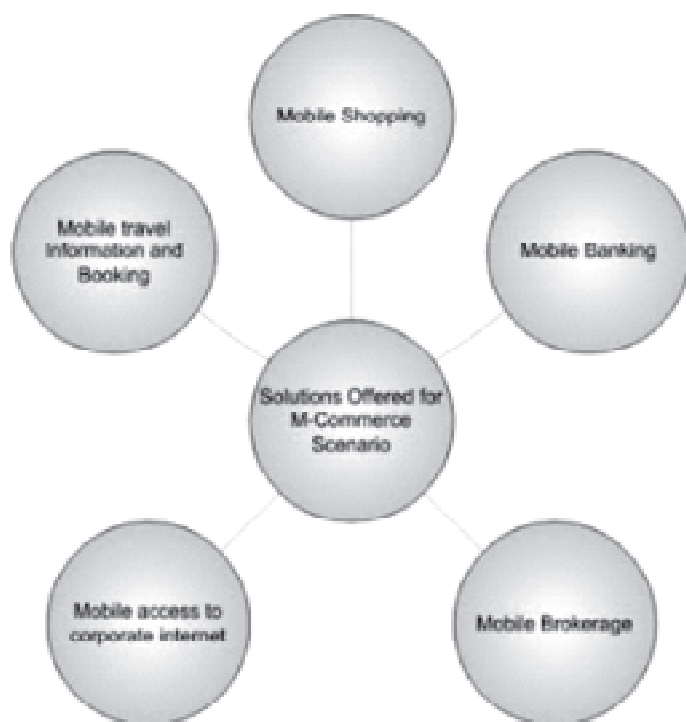 Mobile Shopping
Mobile travel
Information and
Booking
Mobile Banking
Solutions Offered for
M-Commerce
Scenario
Mobile access to
corporate internet
Mobile Brokerage